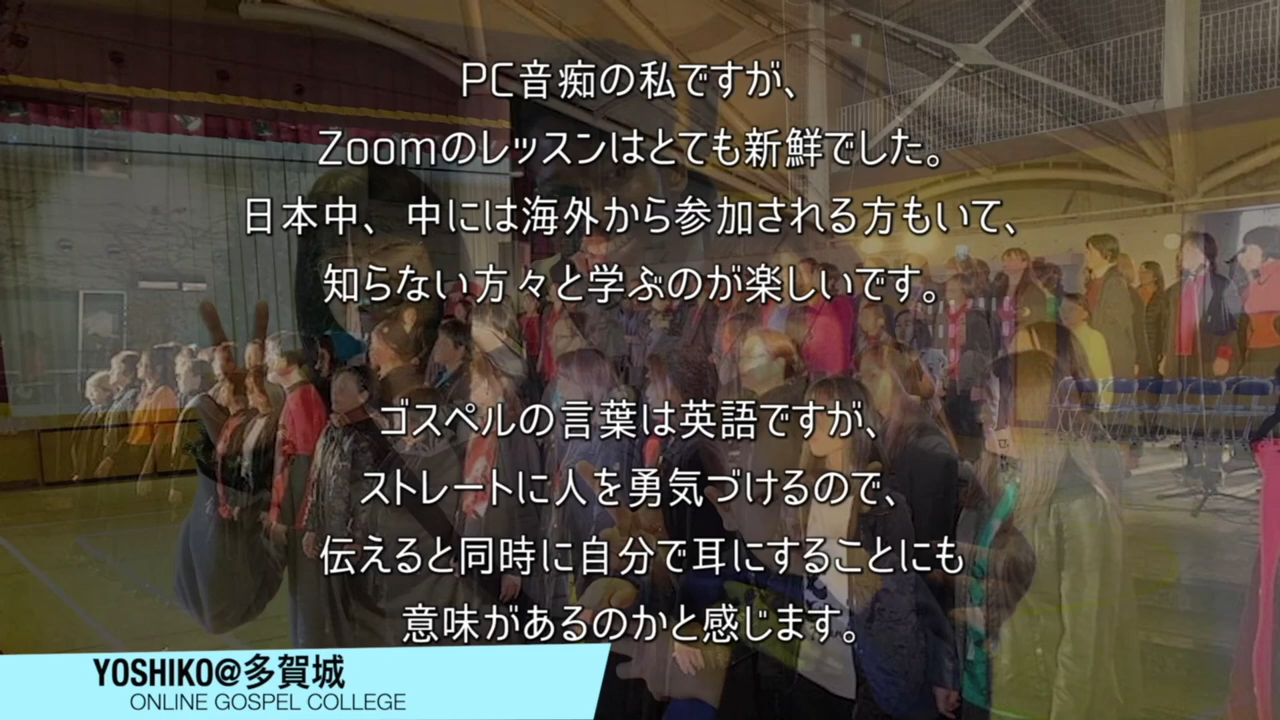 PC音痴の私ですが、
Zoomのレッスンはとても新鮮でした。
日本中、中には海外から参加される方もいて、
知らない方々と学ぶのが楽しいです。
ゴスペルの言葉は英語ですが、
ストレートに人を勇気づけるので、
伝えると同時に自分で耳にすることにも
意味があるのかと感じます。
YOSHIKO@多賀城
ONLINE GOSPEL COLLEGE